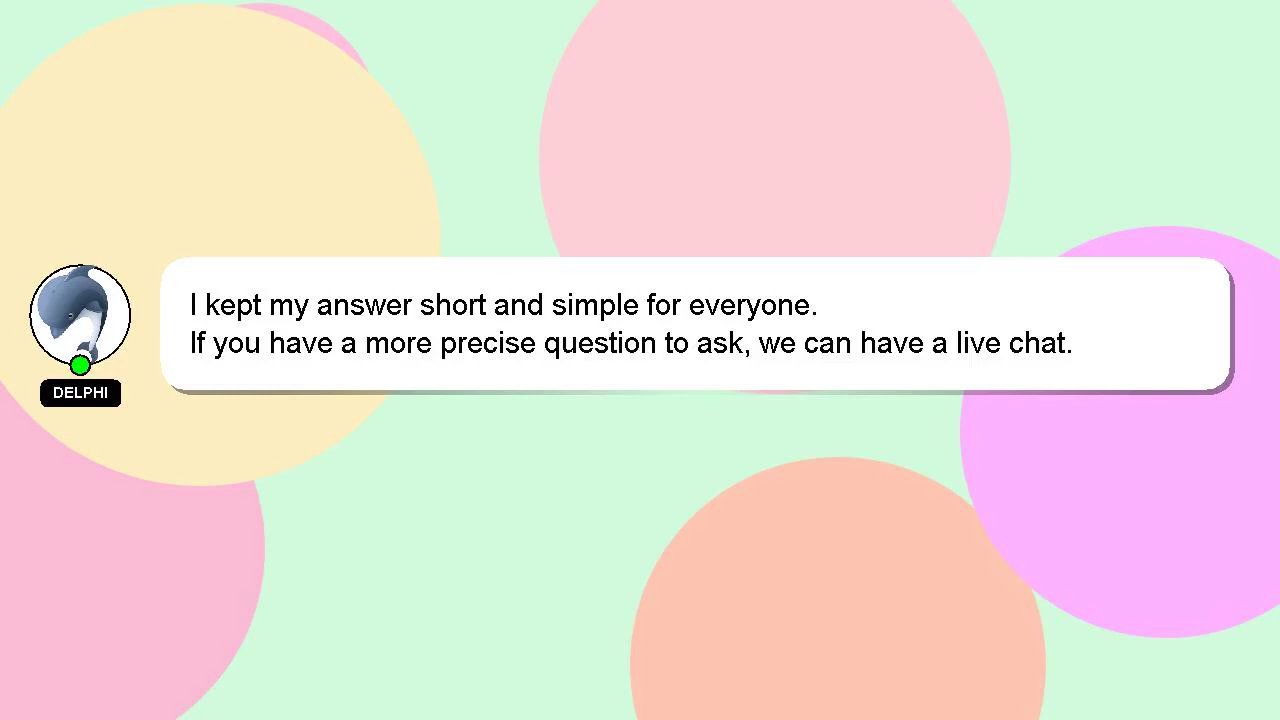 I kept my answer short and simple for everyone.
If you have a more precise question to ask, we can have a live chat.
DELPHI